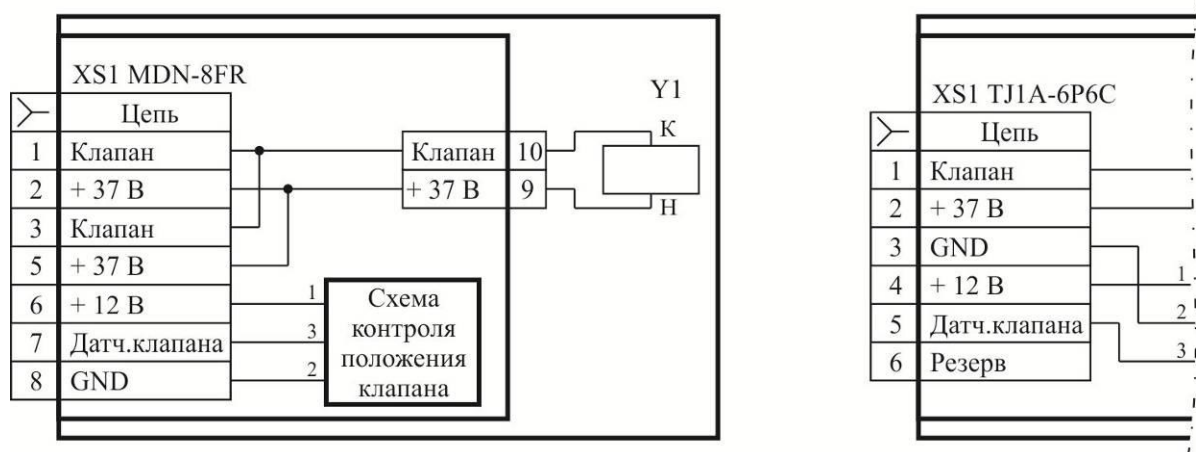 XS1 MDN-8FR
Цепь
1 Клапан
2 + 37 В
3 Клапан
5 + 37 В
6 + 12 В
7 Датч.клапана
8 GND
Клапан 10
+ 37 В 9
Y1
К
Н
1
3
2
Схема
контроля
положения
клапана
XS1 TJ1A-6P6C
Цепь
1 Клапан
2 + 37 В
3 GND
4 + 12 В
5 Датч.клапана
6 Резерв
1
2
3